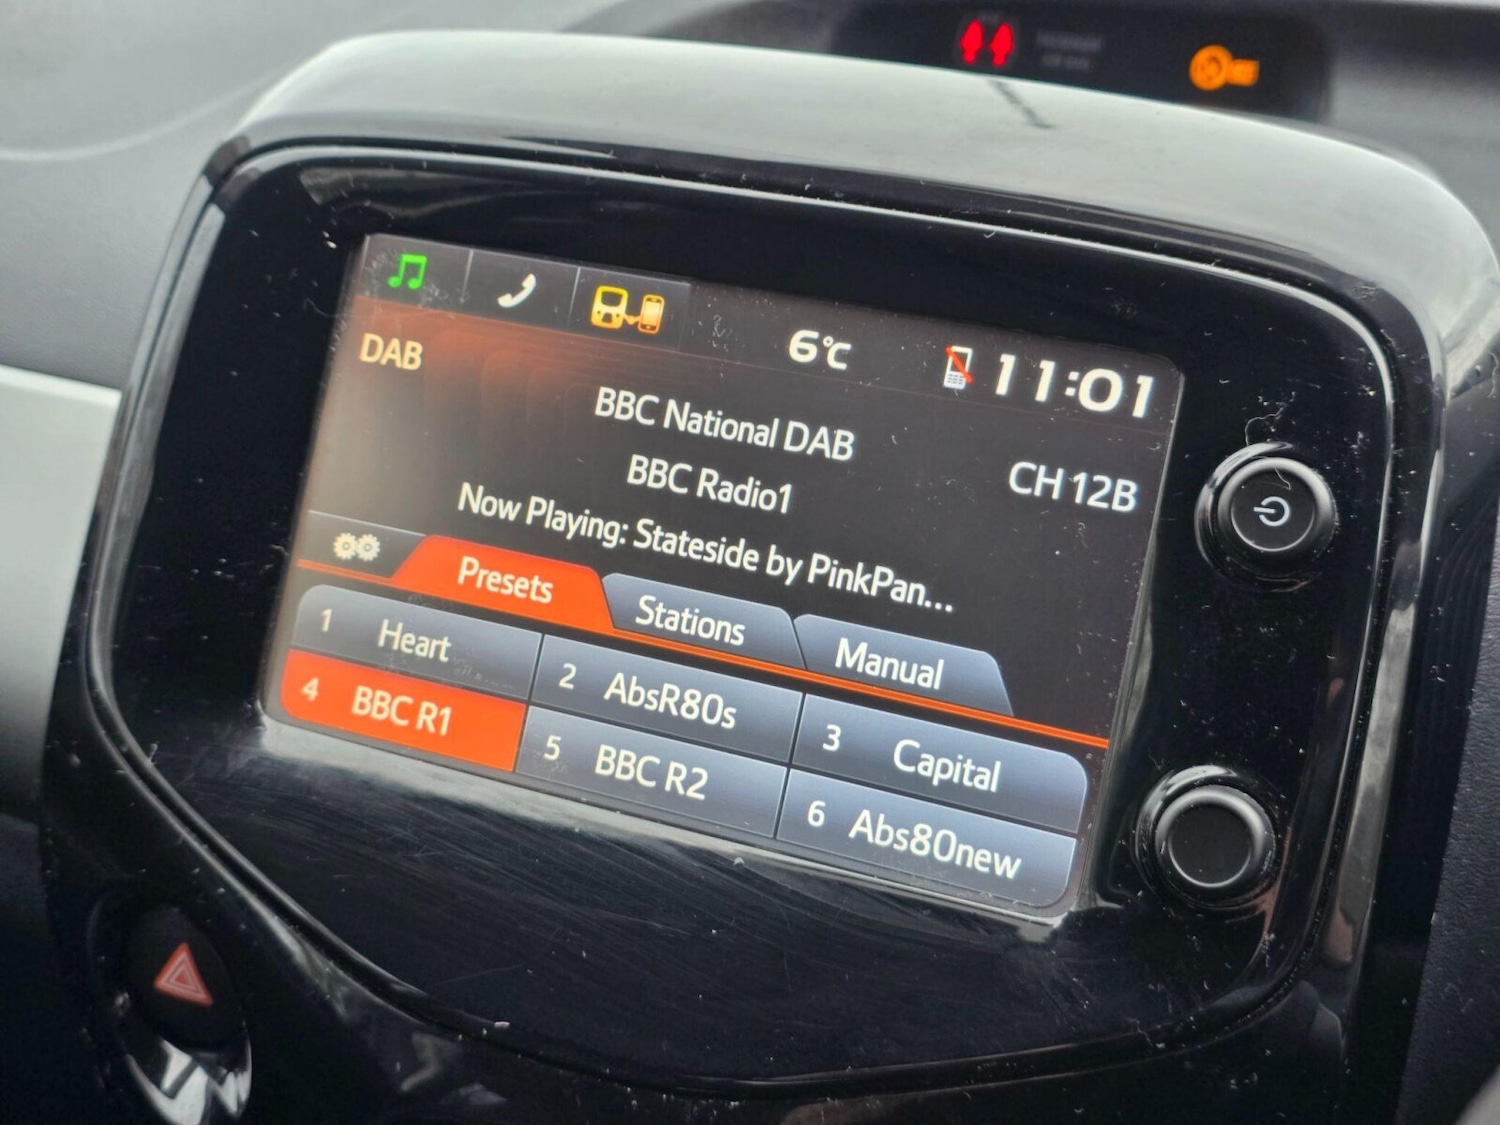 6°C 11:01
DAB
BBC National DAB
BBC Radio1 CH 12B
Now Playing: Stateside by PinkPan...
Presets Stations Manual
1 Heart 2 AbsR80s 3 Capital
4 BBC R1 5 BBC R2 6 Abs80new